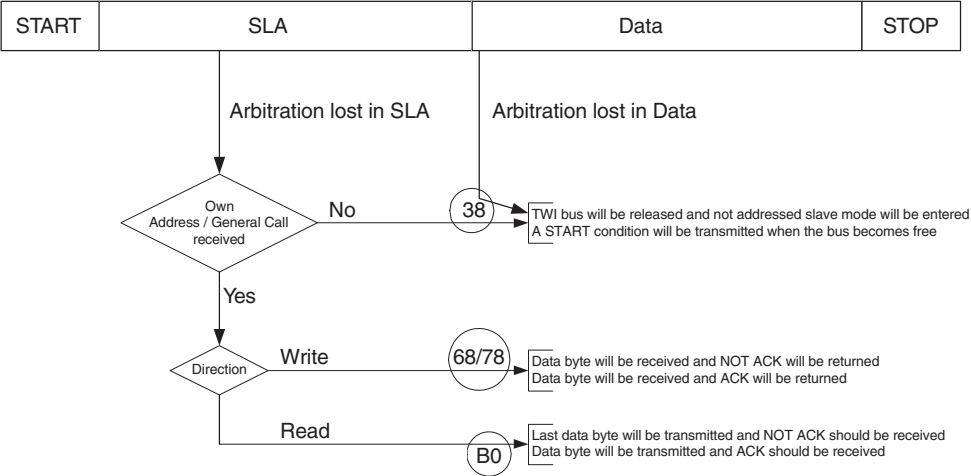 START
SLA
Data
STOP
Arbitration lost in SLA
Arbitration lost in Data
Own
Address / General Call
received
No
38
TWI bus will be released and not addressed slave mode will be entered
A START condition will be transmitted when the bus becomes free
Yes
Direction
Write
68/78
Data byte will be received and NOT ACK will be returned
Data byte will be received and ACK will be returned
Read
B0
Last data byte will be transmitted and NOT ACK should be received
Data byte will be transmitted and ACK should be received